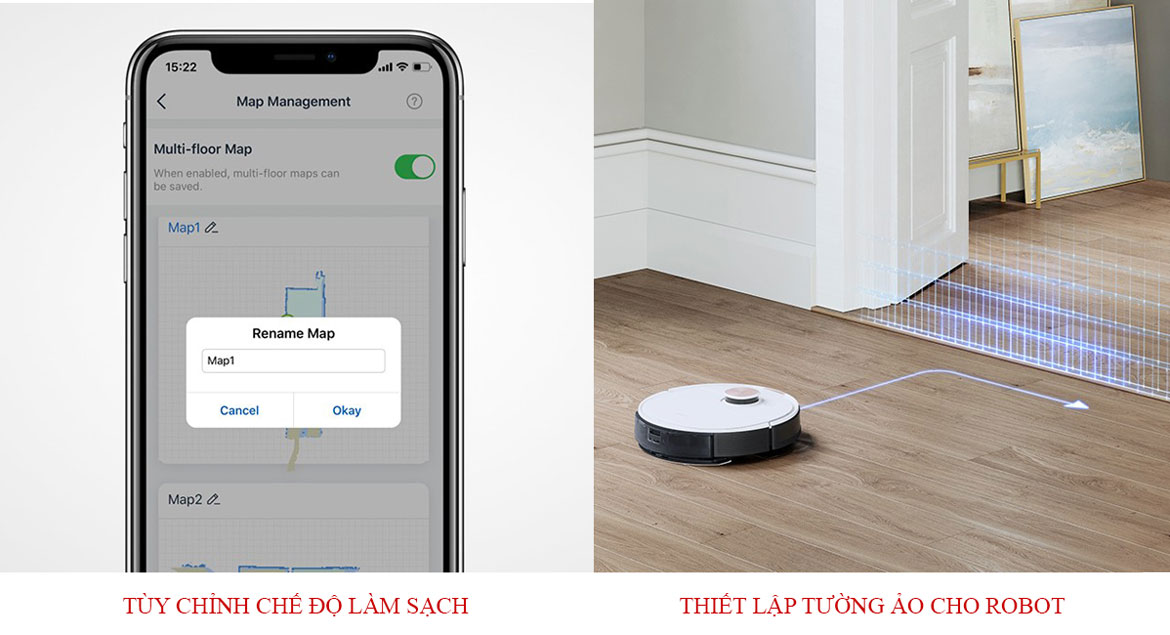 15:22
Map Management
?
Multi-floor Map
When enabled, multi-floor maps can
be saved.
Map1
Rename Map
Map1
Cancel
Okay
Map2
TÙY CHỈNH CHẾ ĐỘ LÀM SẠCH
THIẾT LẬP TƯỜNG ẢO CHO ROBOT